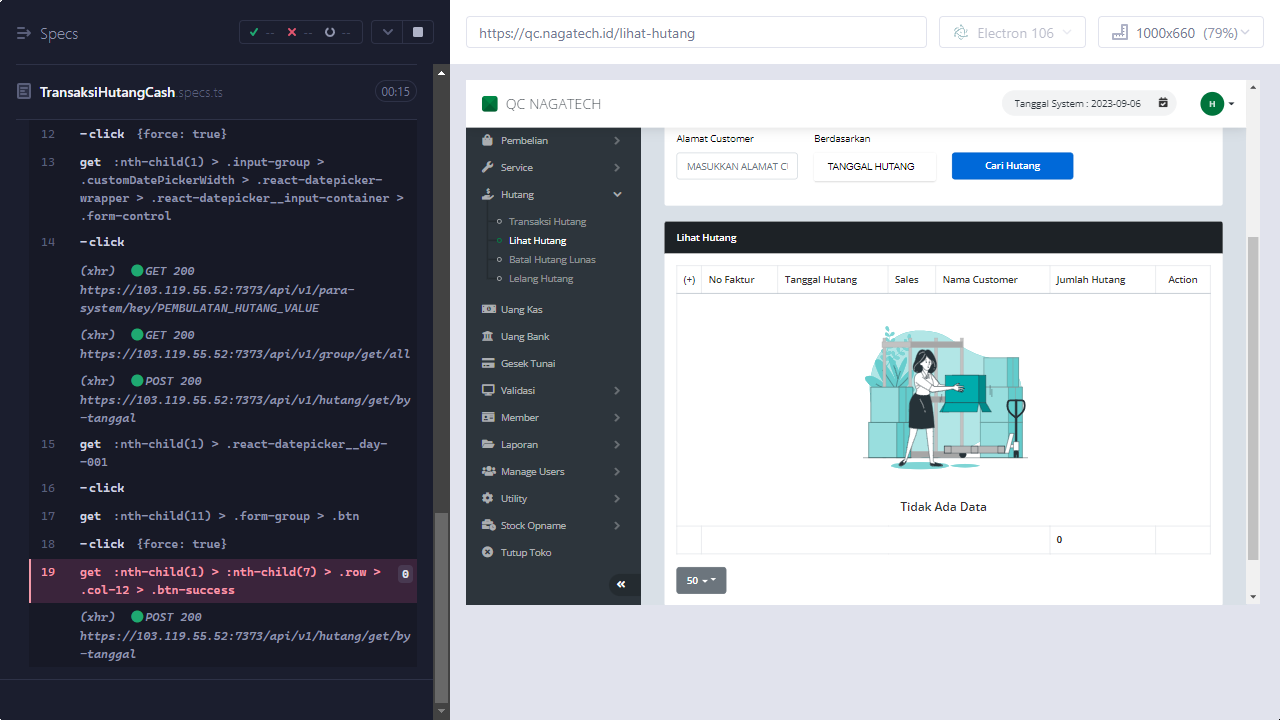 Specs
-- -- --
TransaksiHutangCash.specs.ts
00:15
12 -click {force: true}
13 get :nth-child(1) > .input-group >
.customDatePickerWidth > .react-datepicker-
wrapper > .react-datepicker__input-container >
.form-control
14 -click
(xhr) GET 200
https://103.119.55.52:7373/api/v1/para-
system/key/PEMBULATAN_HUTANG_VALUE
(xhr) GET 200
https://103.119.55.52:7373/api/v1/group/get/all
(xhr) POST 200
https://103.119.55.52:7373/api/v1/hutang/get/by
-tanggal
15 get :nth-child(1) > .react-datepicker__day-
-001
16 -click
17 get :nth-child(11) > .form-group > .btn
18 -click {force: true}
19 get :nth-child(1) > :nth-child(7) > .row >
.col-12 > .btn-success
0
(xhr) POST 200
https://103.119.55.52:7373/api/v1/hutang/get/by
-tanggal
https://qc.nagatech.id/lihat-hutang
Electron 106
1000x660 (79%)
QC NAGATECH
Tanggal System : 2023-09-06
H
Pembelian
Service
Hutang
Transaksi Hutang
Lihat Hutang
Batal Hutang Lunas
Lelang Hutang
Uang Kas
Uang Bank
Gesek Tunai
Validasi
Member
Laporan
Manage Users
Utility
Stock Opname
Tutup Toko
«
Alamat Customer
Berdasarkan
MASUKKAN ALAMAT CU
TANGGAL HUTANG
Cari Hutang
Lihat Hutang
(+) No Faktur Tanggal Hutang Sales Nama Customer Jumlah Hutang Action
Tidak Ada Data
0
50